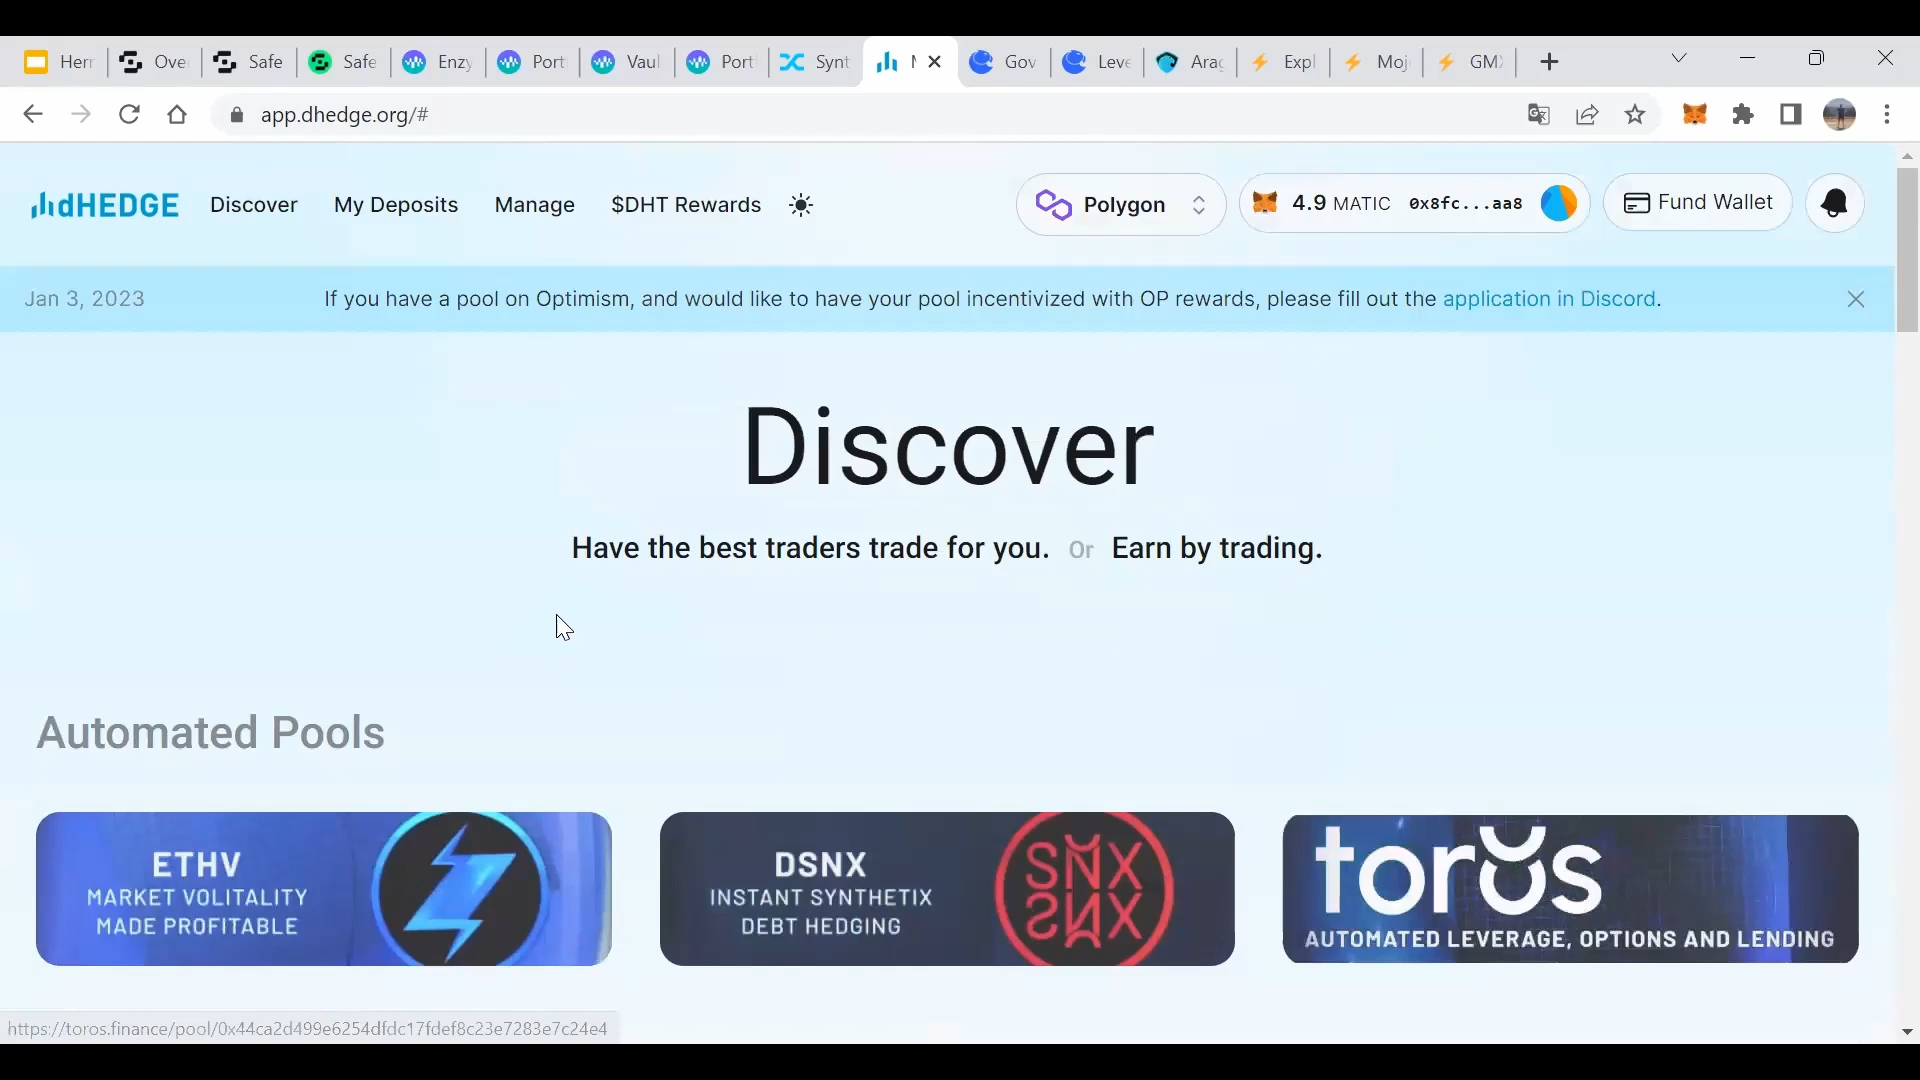 Herr
Ove
Safe
Safe
Enzy
Port
Vaul
Port
Synt
Gov
Leve
Arag
Expl
Moj
GMX
app.dhedge.org/#
dHEDGE
Discover
My Deposits
Manage
$DHT Rewards
Polygon
4.9 MATIC 0x8fc...aa8
Fund Wallet
Jan 3, 2023
If you have a pool on Optimism, and would like to have your pool incentivized with OP rewards, please fill out the application in Discord.
Discover
Have the best traders trade for you. Or Earn by trading.
Automated Pools
ETHV
MARKET VOLITALITY
MADE PROFITABLE
DSNX
INSTANT SYNTHETIX
DEBT HEDGING
SNX
SNX
toros
AUTOMATED LEVERAGE, OPTIONS AND LENDING
https://toros.finance/pool/0x44ca2d499e6254dfdc17fdef8c23e7283e7c24e4